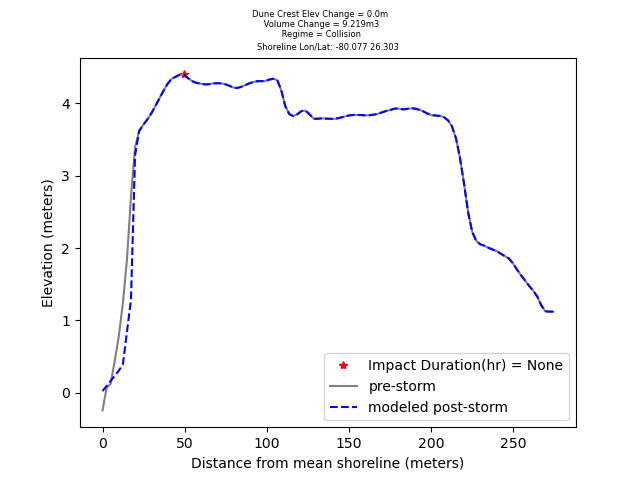 Dune Crest Elev Change = 0.0m
Volume Change = 9.219m3
Regime = Collision
Shoreline Lon/Lat: -80.077 26.303
Elevation (meters)
4
3
2
1
0
0 50 100 150 200 250
Distance from mean shoreline (meters)
Impact Duration(hr) = None
pre-storm
modeled post-storm